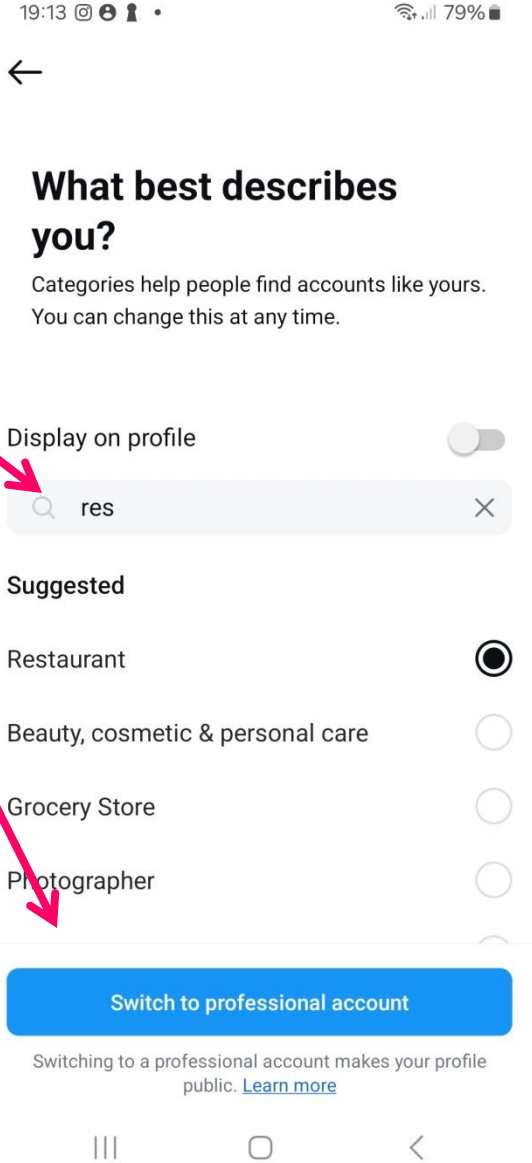 19:13 79%
What best describes
you?
Categories help people find accounts like yours.
You can change this at any time.
Display on profile
res
Suggested
Restaurant
Beauty, cosmetic & personal care
Grocery Store
Photographer
Switch to professional account
Switching to a professional account makes your profile
public. Learn more